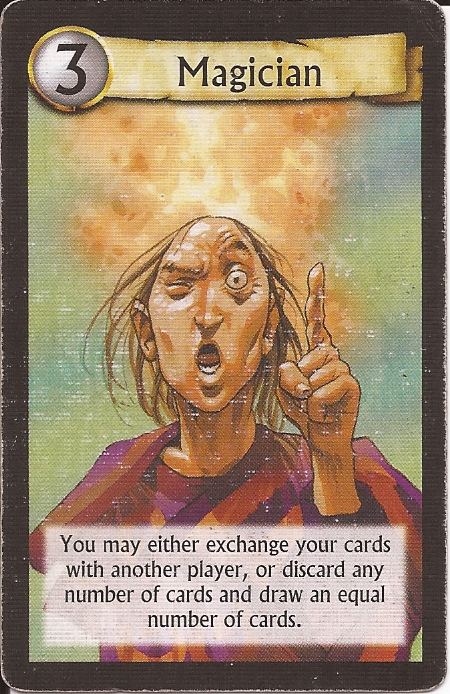 3
Magician
You may either exchange your cards
with another player, or discard any
number of cards and draw an equal
number of cards.